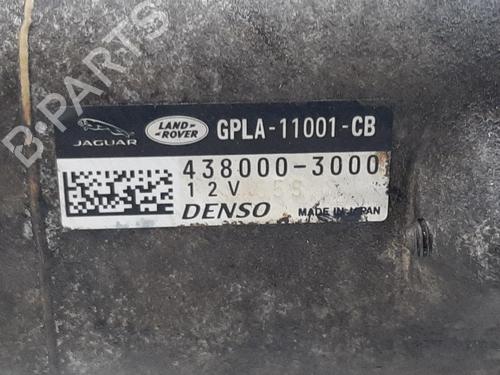 B-PARTS
JAGUAR
LAND-
-ROVER
GPLA-11001-CB
438000-3000
12V
DENSO
MADE IN JAPAN